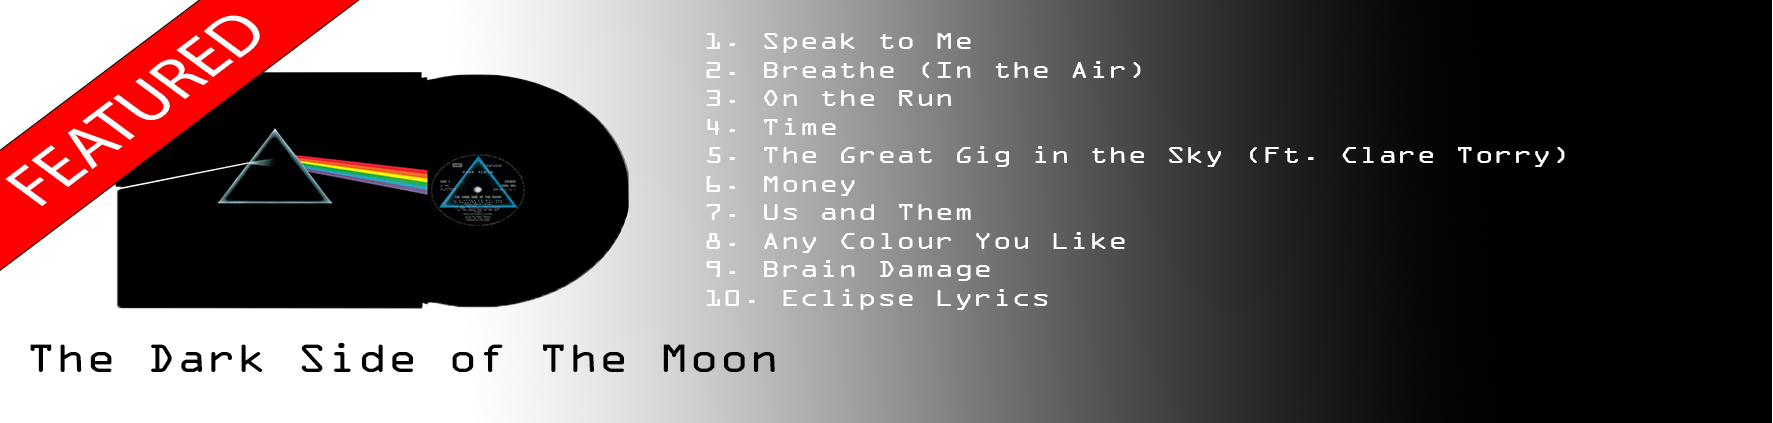 FEATURED
1. Speak to Me
2. Breathe (In the Air)
3. On the Run
4. Time
5. The Great Gig in the Sky (Ft. Clare Torry)
6. Money
7. Us and Them
8. Any Colour You Like
9. Brain Damage
10. Eclipse Lyrics
The Dark Side of The Moon